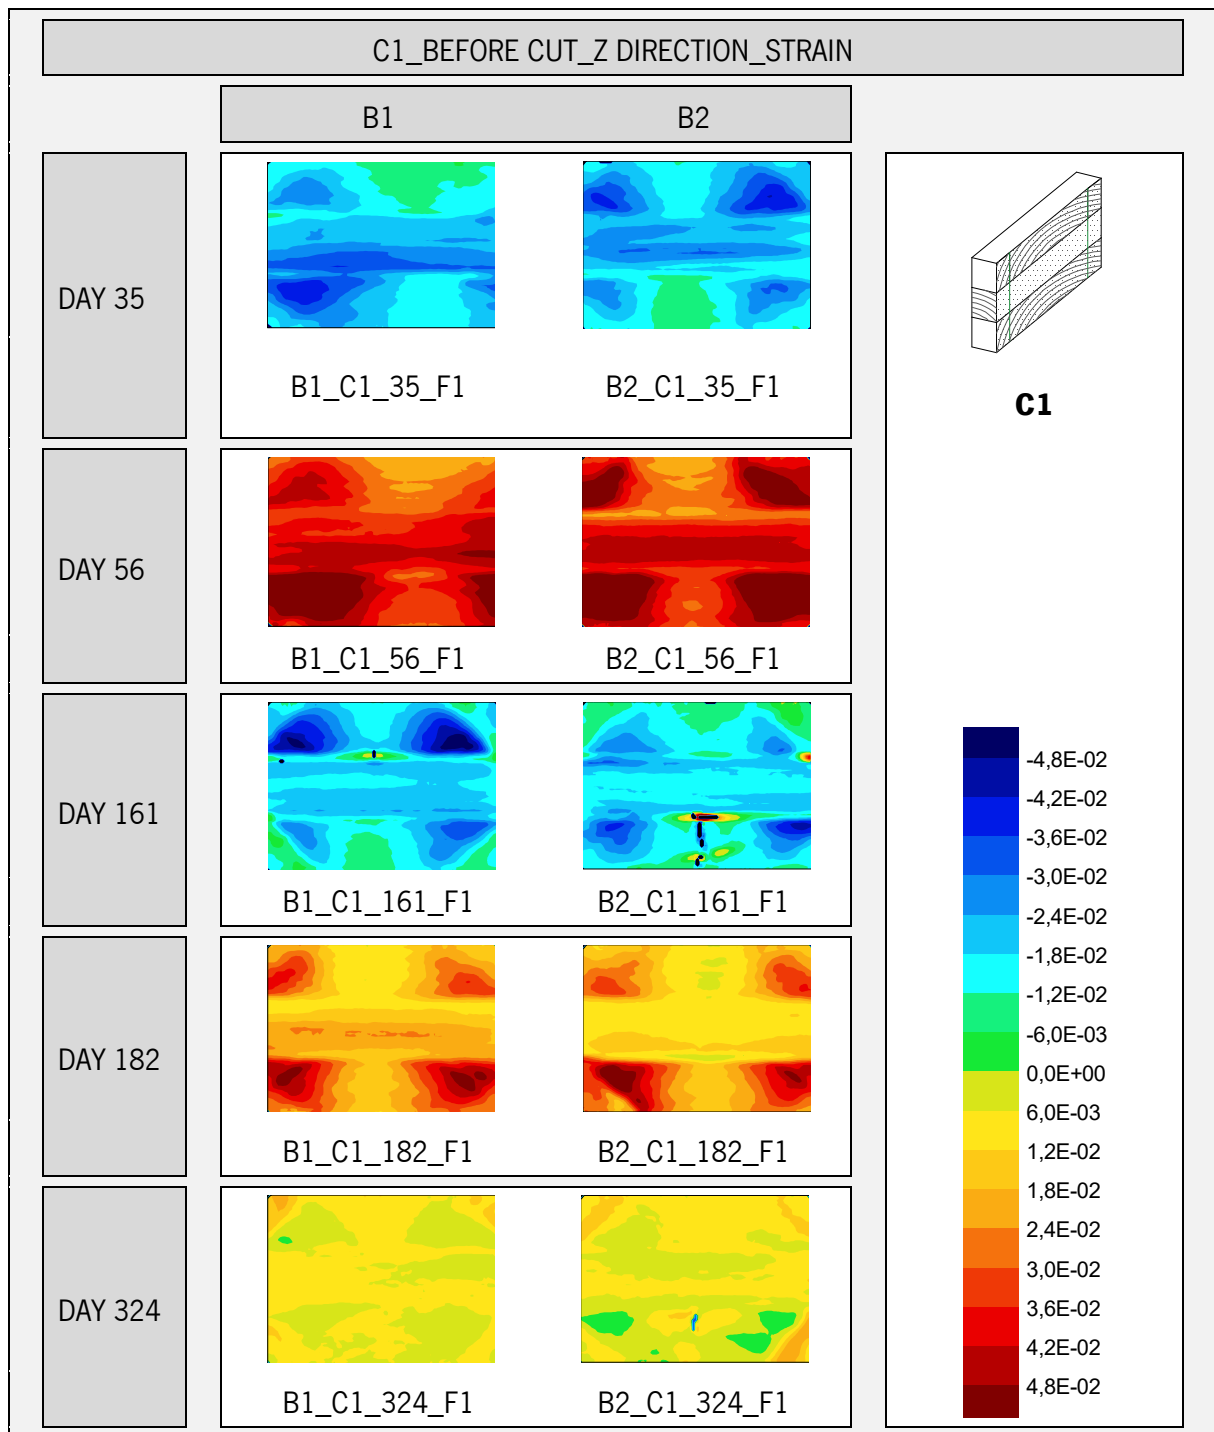 C1_BEFORE CUT_Z DIRECTION_STRAIN
B1 B2
DAY 35
B1_C1_35_F1 B2_C1_35_F1
C1
DAY 56
B1_C1_56_F1 B2_C1_56_F1
DAY 161
B1_C1_161_F1 B2_C1_161_F1
DAY 182
B1_C1_182_F1 B2_C1_182_F1
DAY 324
B1_C1_324_F1 B2_C1_324_F1
-4,8E-02
-4,2E-02
-3,6E-02
-3,0E-02
-2,4E-02
-1,8E-02
-1,2E-02
-6,0E-03
0,0E+00
6,0E-03
1,2E-02
1,8E-02
2,4E-02
3,0E-02
3,6E-02
4,2E-02
4,8E-02